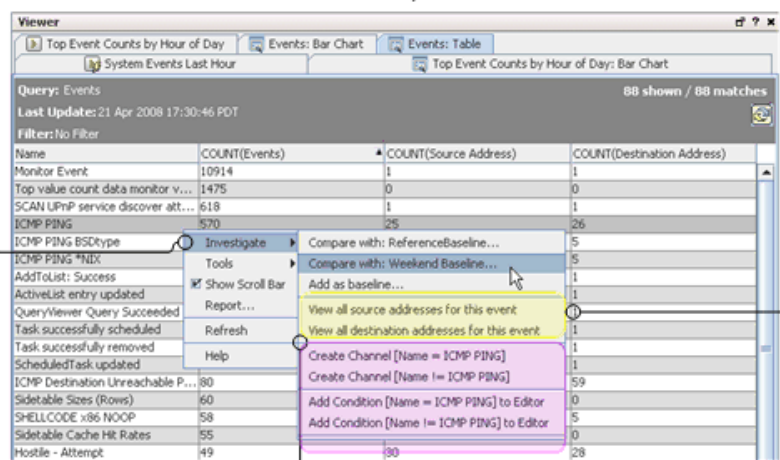 Viewer
Top Event Counts by Hour of Day
Events: Bar Chart
Events: Table
System Events Last Hour
Top Event Counts by Hour of Day: Bar Chart
Query: Events
88 shown / 88 matches
Last Update: 21 Apr 2008 17:30:46 PDT
Filter: No Filter
Name COUNT(Events) COUNT(Source Address) COUNT(Destination Address)
Monitor Event 10914 1 1
Top value count data monitor v... 1475 0 0
SCAN UPnP service discover att... 618 1 1
ICMP PING 570 25 26
ICMP PING BSDtype 5
ICMP PING *NIX 5
AddToList: Success 1
ActiveList entry updated 1
QueryViewer Query Succeeded
Task successfully scheduled 1
Task successfully removed 1
ScheduledTask updated 1
ICMP Destination Unreachable P... 80 59
Sidetable Sizes (Rows) 60 0
SHELLCODE x86 NOOP 58 5
Sidetable Cache Hit Rates 55 0
Hostile - Attempt 49 30 28
Investigate
Tools
Show Scroll Bar
Report...
Refresh
Help
Compare with: ReferenceBaseline...
Compare with: Weekend Baseline...
Add as baseline...
View all source addresses for this event
View all destination addresses for this event
Create Channel [Name = ICMP PING]
Create Channel [Name != ICMP PING]
Add Condition [Name = ICMP PING] to Editor
Add Condition [Name != ICMP PING] to Editor